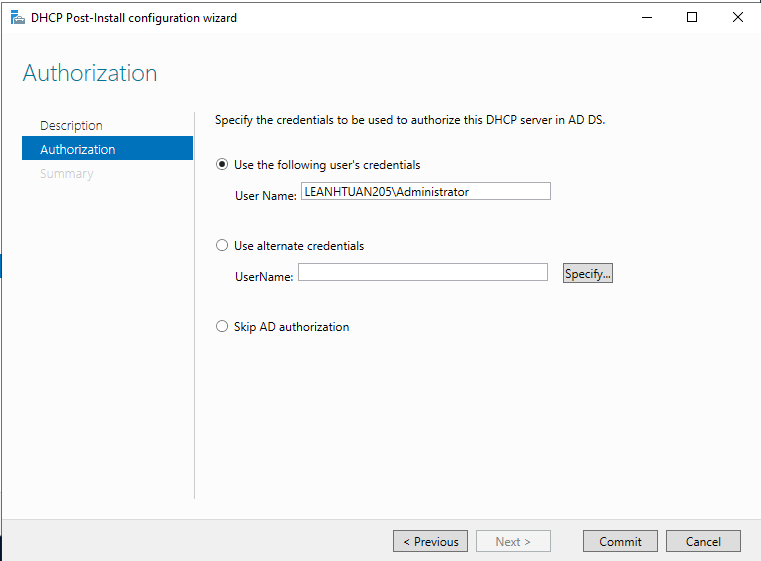 DHCP Post-Install configuration wizard
Authorization
Description
Authorization
Summary
Specify the credentials to be used to authorize this DHCP server in AD DS.
Use the following user's credentials
User Name: LEANHTUAN205\Administrator
Use alternate credentials
UserName: Specify...
Skip AD authorization
< Previous Next > Commit Cancel